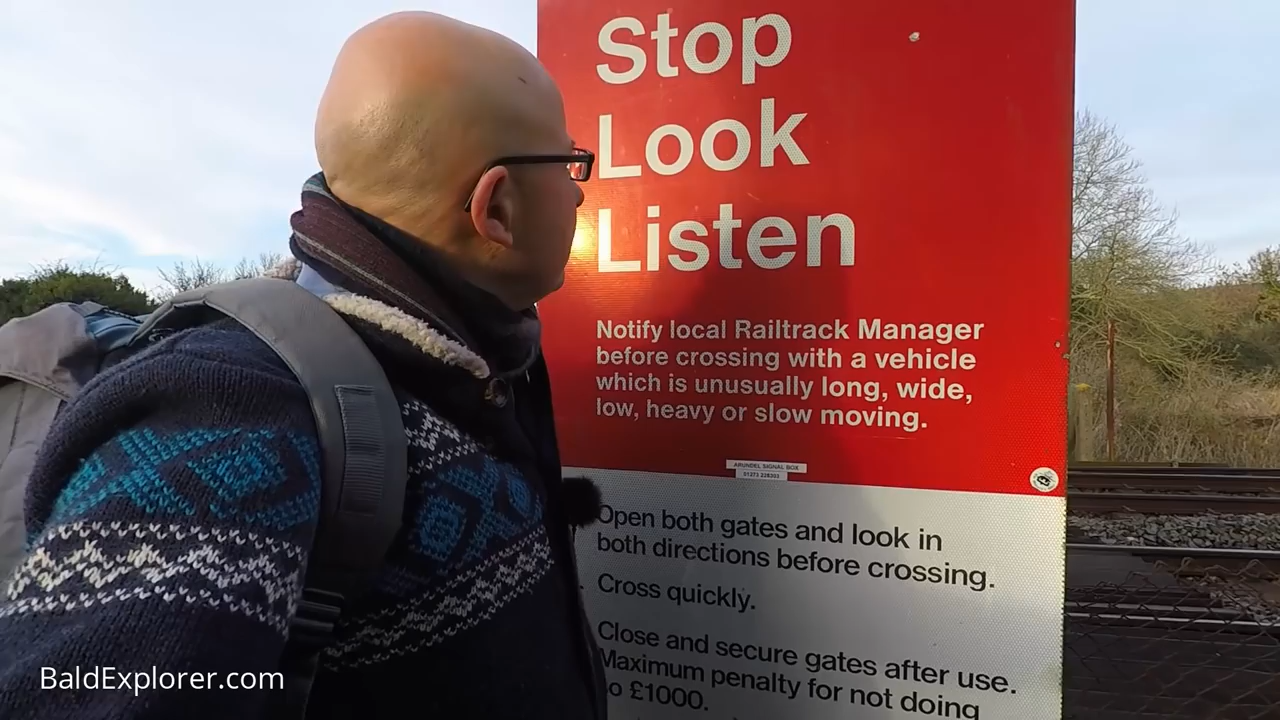 Stop
Look
Listen
Notify local Railtrack Manager
before crossing with a vehicle
which is unusually long, wide,
low, heavy or slow moving.
ARUNDEL SIGNAL BOX
Open both gates and look in
both directions before crossing.
Cross quickly.
Close and secure gates after use.
Maximum penalty for not doing
so £1000.
BaldExplorer.com